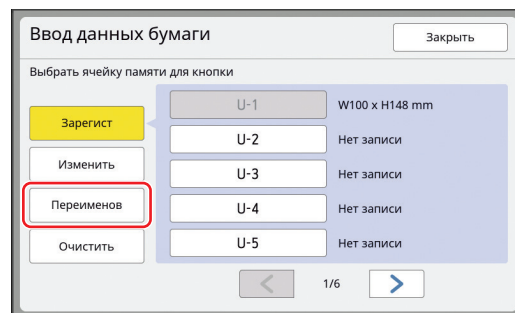 Ввод данных бумаги
Закрыть
Выбрать ячейку памяти для кнопки
Зарегист
Изменить
Переименов
Очистить
U-1 W100 x H148 mm
U-2 Нет записи
U-3 Нет записи
U-4 Нет записи
U-5 Нет записи
1/6